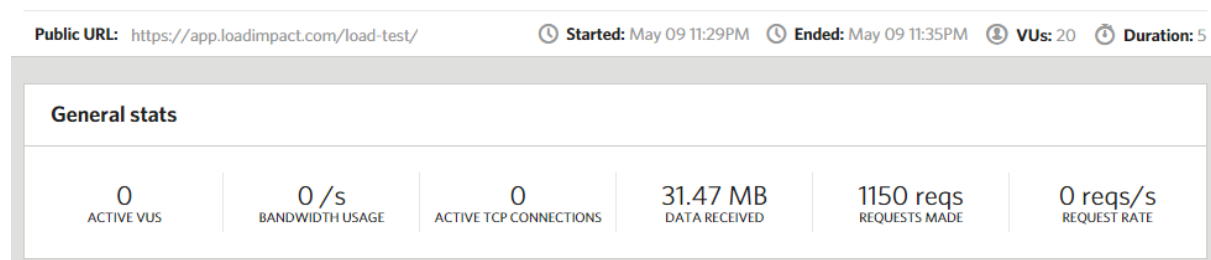 Public URL: https://app.loadimpact.com/load-test/ Started: May 09 11:29PM Ended: May 09 11:35PM VUs: 20 Duration: 5
General stats
0 0 /s 0 31.47 MB 1150 reqs 0 reqs/s
ACTIVE VUS BANDWIDTH USAGE ACTIVE TCP CONNECTIONS DATA RECEIVED REQUESTS MADE REQUEST RATE